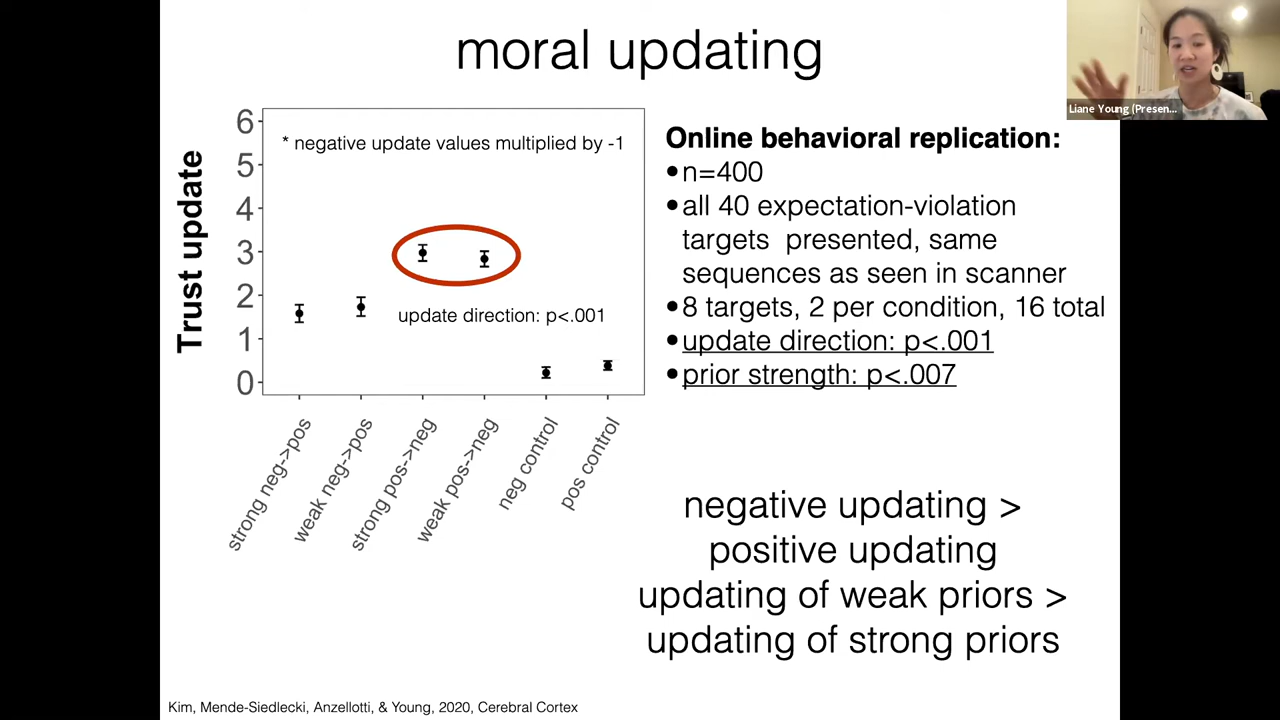 moral updating
Liane Young (Presen...
Trust update
6
5
4
3
2
1
0
* negative update values multiplied by -1
update direction: p<.001
strong neg->pos
weak neg->pos
strong pos->neg
weak pos->neg
neg control
pos control
Online behavioral replication:
•n=400
•all 40 expectation-violation
targets presented, same
sequences as seen in scanner
•8 targets, 2 per condition, 16 total
•update direction: p<.001
•prior strength: p<.007
negative updating >
positive updating
updating of weak priors >
updating of strong priors
Kim, Mende-Siedlecki, Anzellotti, & Young, 2020, Cerebral Cortex